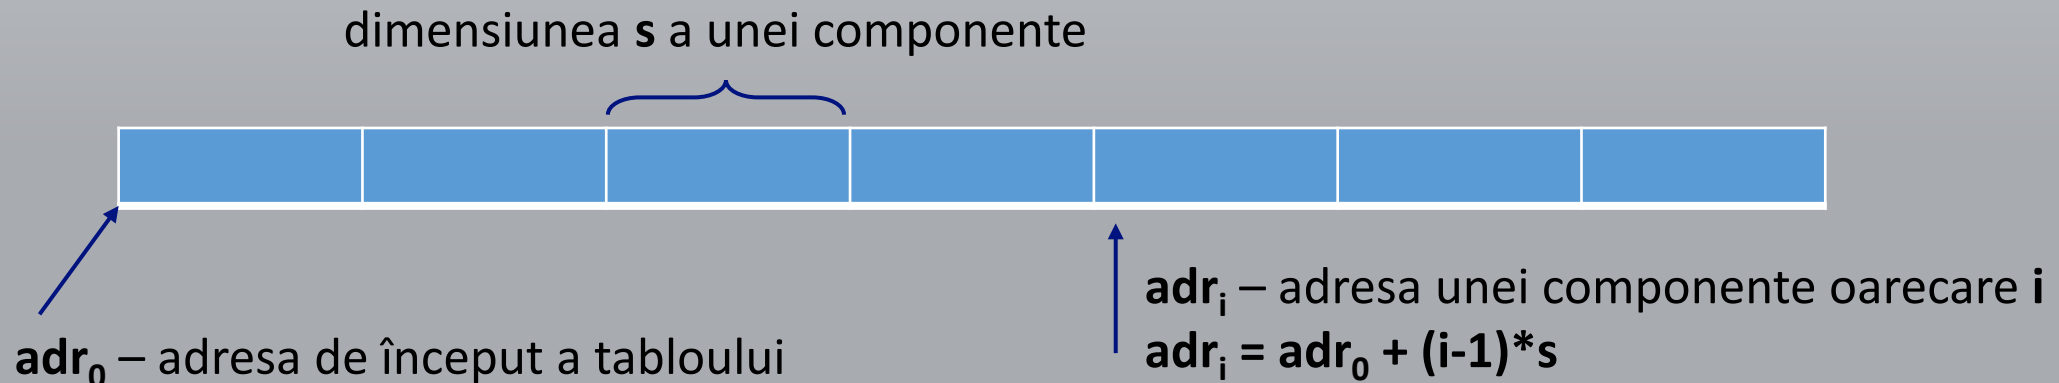 dimensiunea s a unei componente
adr₀ – adresa de început a tabloului
adrᵢ – adresa unei componente oarecare i
adrᵢ = adr₀ + (i-1)*s